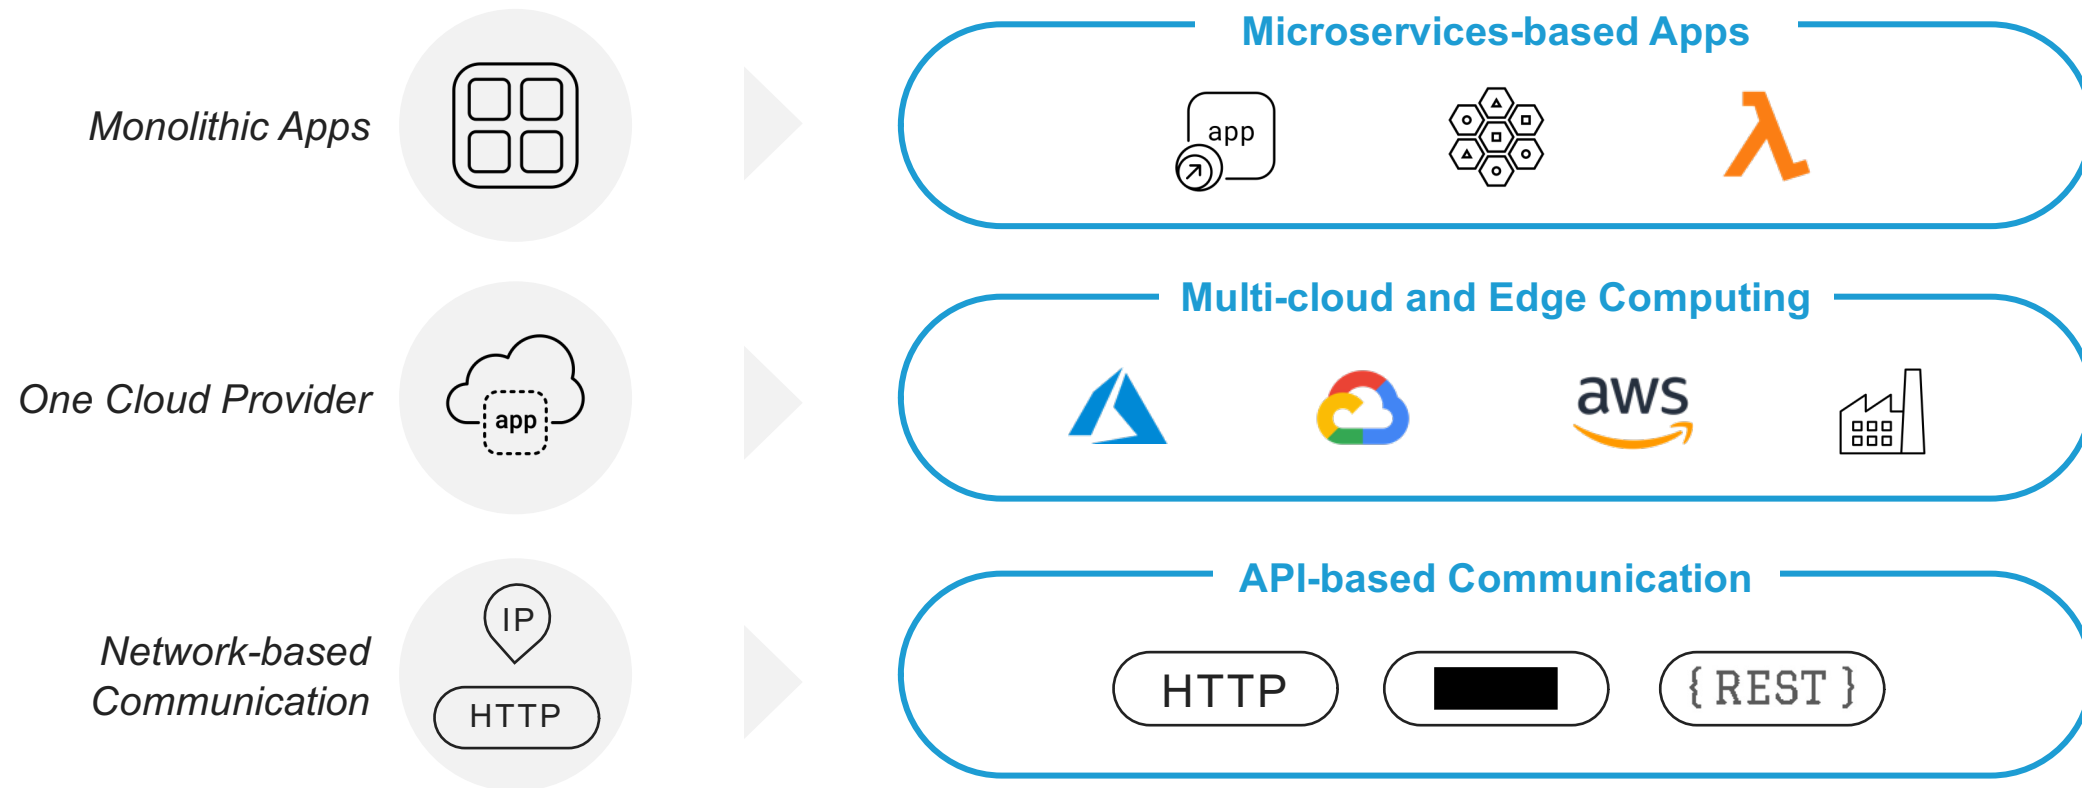 Monolithic Apps
Microservices-based Apps
app
One Cloud Provider
app
Multi-cloud and Edge Computing
aws
Network-based
Communication
IP
HTTP
API-based Communication
HTTP
{ REST }